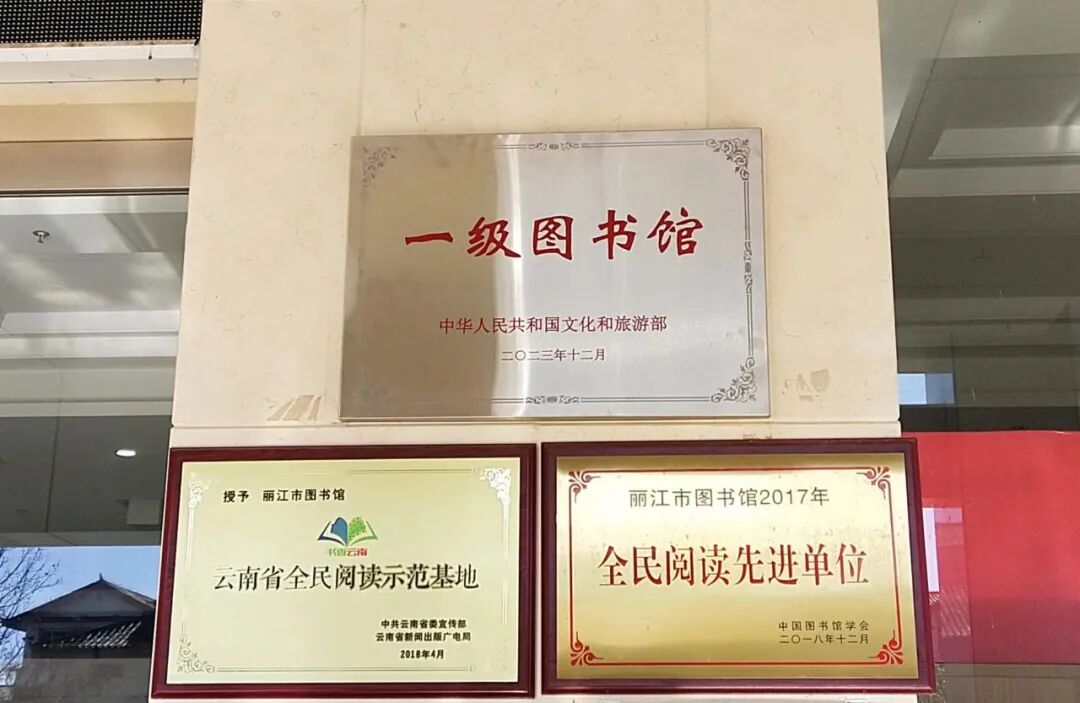 一级图书馆
中华人民共和国文化和旅游部
二〇二三年十二月
授予 丽江市图书馆
书香云南
云南省全民阅读示范基地
中共云南省委宣传部
云南省新闻出版广电局
2018年4月
丽江市图书馆2017年
全民阅读先进单位
中国图书馆学会
二〇一八年十二月